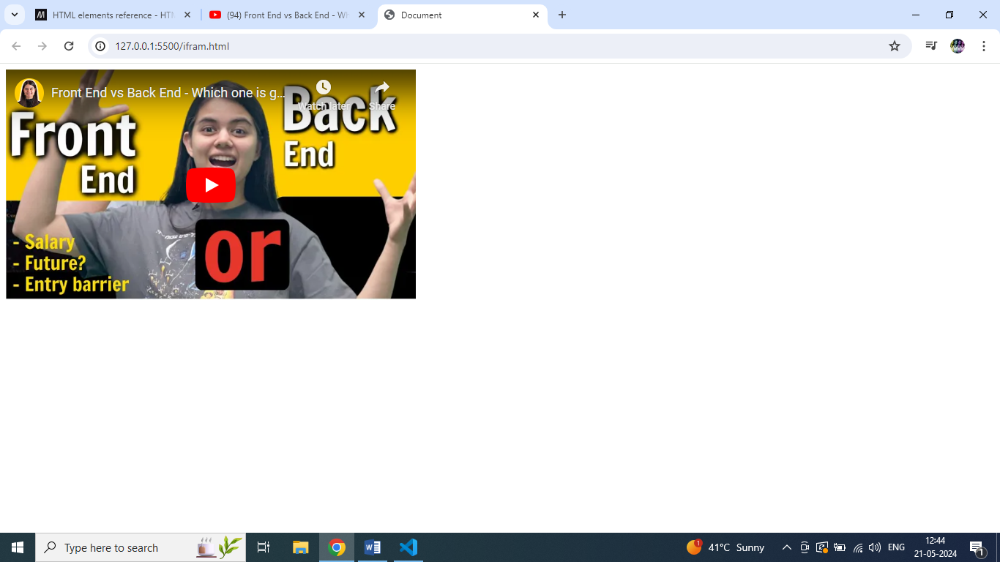 HTML elements reference - HTM
(94) Front End vs Back End - Wh
Document
127.0.0.1:5500/ifram.html
Front End vs Back End - Which one is g...
Watch later
Share
Front
End
Back
End
or
- Salary
- Future?
- Entry barrier
Type here to search
1
41°C Sunny
ENG
12:44
21-05-2024
1